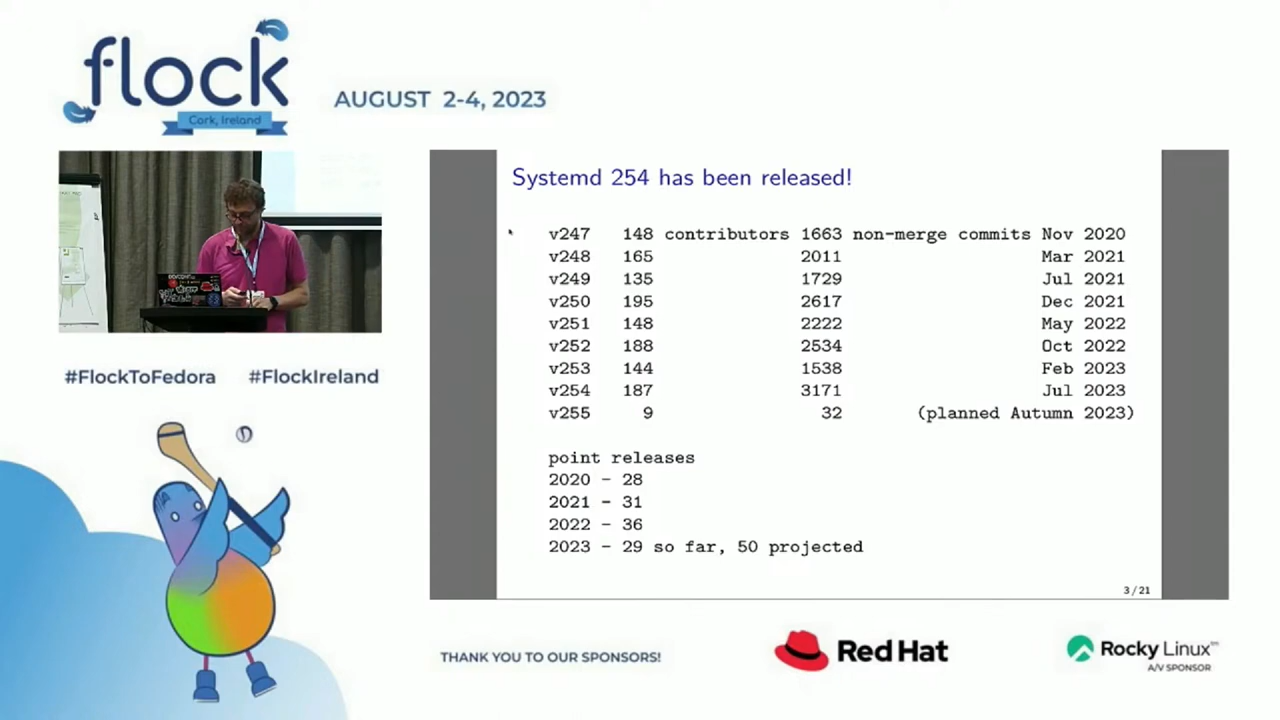 flock
Cork, Ireland
AUGUST 2-4, 2023
Systemd 254 has been released!
v247 148 contributors 1663 non-merge commits Nov 2020
v248 165 2011 Mar 2021
v249 135 1729 Jul 2021
v250 195 2617 Dec 2021
v251 148 2222 May 2022
v252 188 2534 Oct 2022
v253 144 1538 Feb 2023
v254 187 3171 Jul 2023
v255 9 32 (planned Autumn 2023)
point releases
2020 - 28
2021 - 31
2022 - 36
2023 - 29 so far, 50 projected
3 / 21
#FlockToFedora #FlockIreland
THANK YOU TO OUR SPONSORS!
Red Hat
Rocky Linux™
A/V SPONSOR